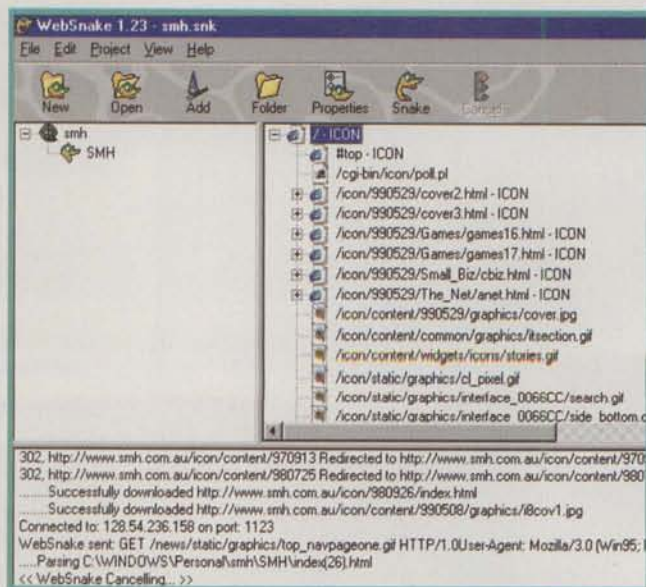 WebSnake 1.23 - smh.snk
File Edit Project View Help
New Open Add Folder Properties Snake Cancel
smh
SMH
/ - ICON
#top - ICON
/cgi-bin/icon/poll.pl
/icon/990529/cover2.html - ICON
/icon/990529/cover3.html - ICON
/icon/990529/Games/games16.html - ICON
/icon/990529/Games/games17.html - ICON
/icon/990529/Small_Biz/cbiz.html - ICON
/icon/990529/The_Net/anet.html - ICON
/icon/content/990529/graphics/cover.jpg
/icon/content/common/graphics/itsection.gif
/icon/content/widgets/icons/stories.gif
/icon/static/graphics/cl_pixel.gif
/icon/static/graphics/interface_0066CC/search.gif
/icon/static/graphics/interface_0066CC/side_bottom.g
302, http://www.smh.com.au/icon/content/970913 Redirected to http://www.smh.com.au/icon/content/970
302, http://www.smh.com.au/icon/content/980725 Redirected to http://www.smh.com.au/icon/content/980
........Successfully downloaded http://www.smh.com.au/icon/980926/index.html
........Successfully downloaded http://www.smh.com.au/icon/content/990508/graphics/i8cov1.jpg
Connected to: 128.54.236.158 on port: 1123
WebSnake sent: GET /news/static/graphics/top_navpageone.gif HTTP/1.0User-Agent: Mozilla/3.0 (Win95;
.....Parsing C:\WINDOWS\Personal\smh\SMH\index(26).html
<< WebSnake Cancelling... >>